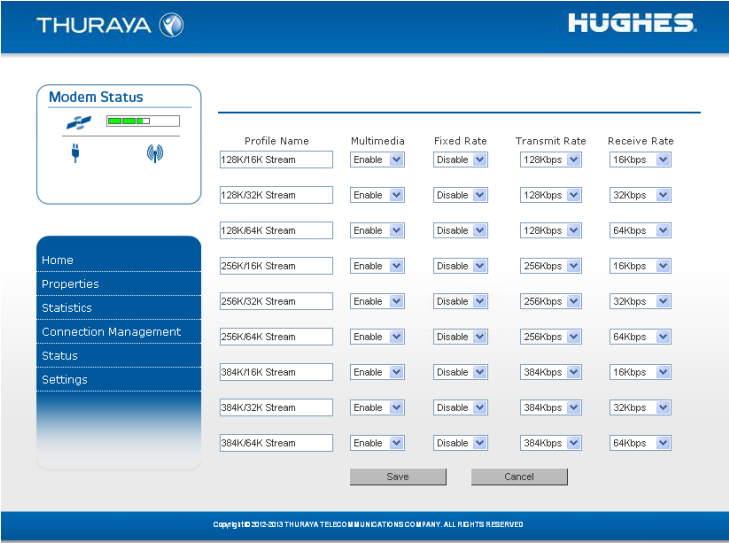 THURAYA
HUGHES.
Modem Status
Profile Name Multimedia Fixed Rate Transmit Rate Receive Rate
128K/16K Stream Enable Disable 128Kbps 16Kbps
128K/32K Stream Enable Disable 128Kbps 32Kbps
128K/64K Stream Enable Disable 128Kbps 64Kbps
256K/16K Stream Enable Disable 256Kbps 16Kbps
256K/32K Stream Enable Disable 256Kbps 32Kbps
256K/64K Stream Enable Disable 256Kbps 64Kbps
384K/16K Stream Enable Disable 384Kbps 16Kbps
384K/32K Stream Enable Disable 384Kbps 32Kbps
384K/64K Stream Enable Disable 384Kbps 64Kbps
Save Cancel
Home
Properties
Statistics
Connection Management
Status
Settings
Copyright© 2012-2013 THURAYA TELECOMMUNICATIONS COMPANY. ALL RIGHTS RESERVED